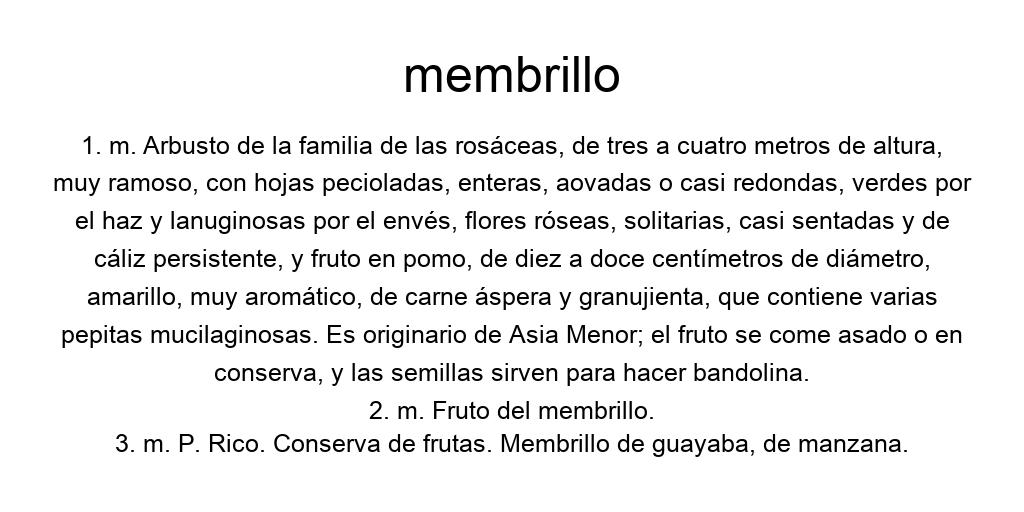 membrillo
1. m. Arbusto de la familia de las rosáceas, de tres a cuatro metros de altura,
muy ramoso, con hojas pecioladas, enteras, aovadas o casi redondas, verdes por
el haz y lanuginosas por el envés, flores róseas, solitarias, casi sentadas y de
cáliz persistente, y fruto en pomo, de diez a doce centímetros de diámetro,
amarillo, muy aromático, de carne áspera y granujienta, que contiene varias
pepitas mucilaginosas. Es originario de Asia Menor; el fruto se come asado o en
conserva, y las semillas sirven para hacer bandolina.
2. m. Fruto del membrillo.
3. m. P. Rico. Conserva de frutas. Membrillo de guayaba, de manzana.